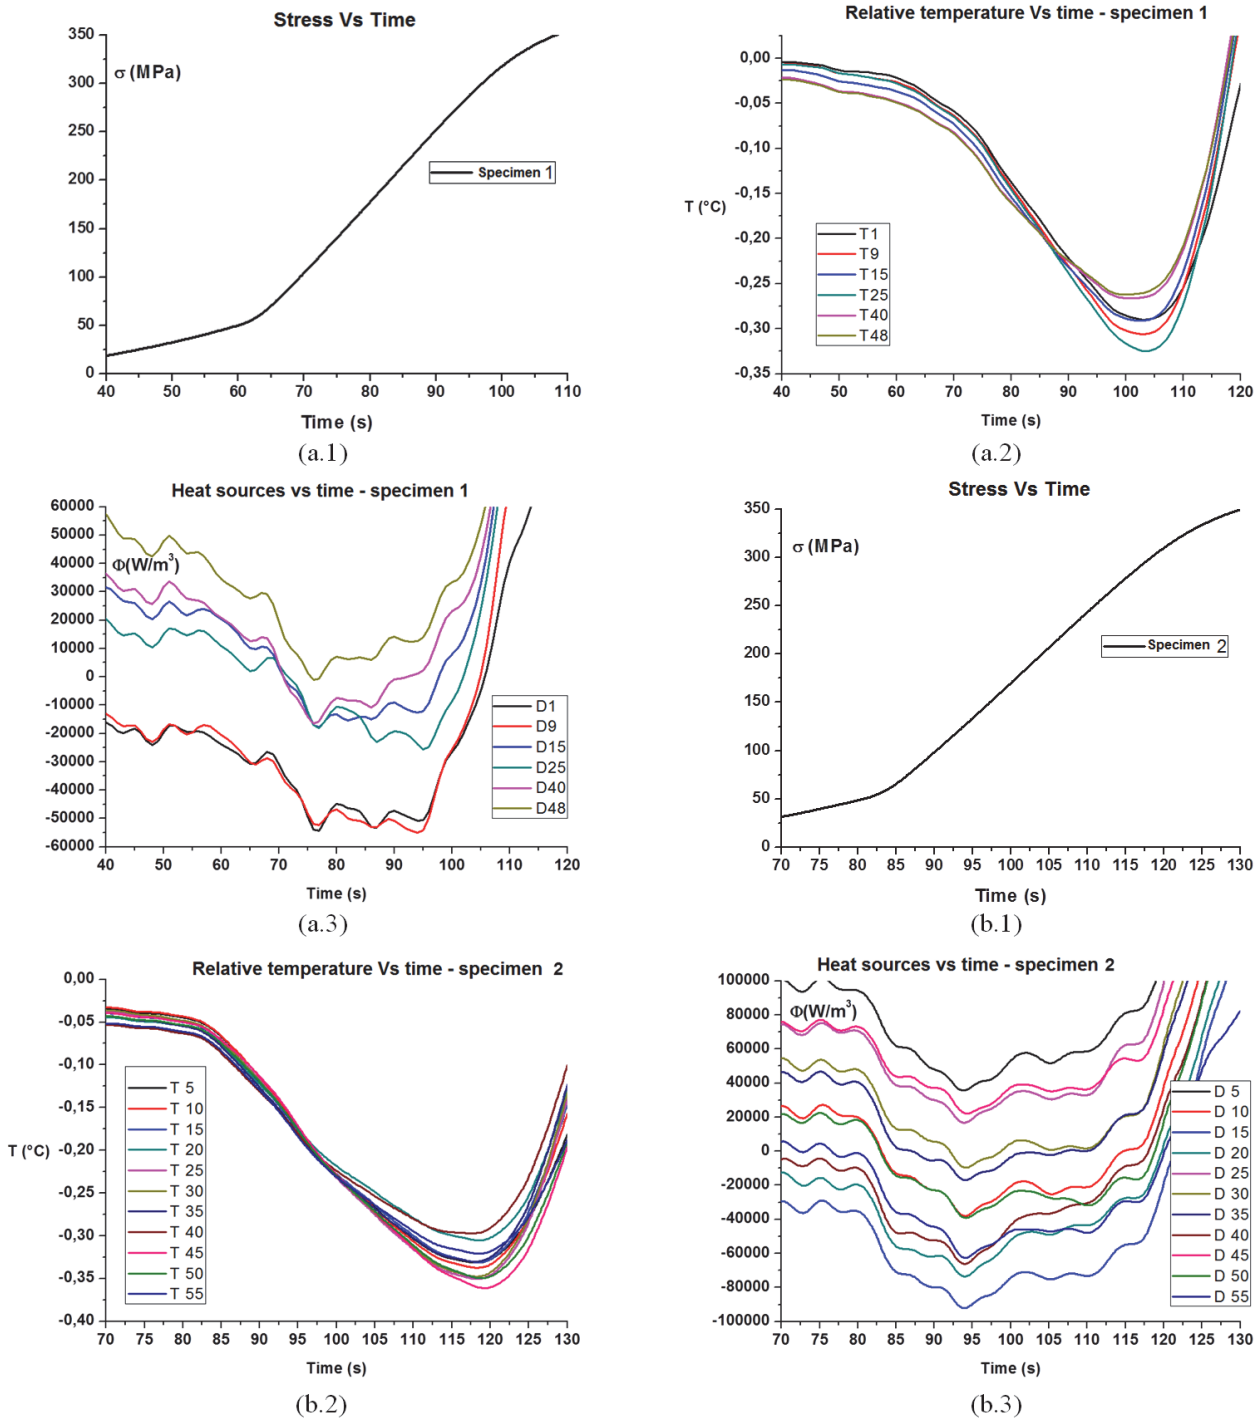 Stress Vs Time
350
300
250
200
150
100
50
0
σ (MPa)
Specimen 1
40 50 60 70 80 90 100 110
Time (s)
(a.1)
Relative temperature Vs time - specimen 1
0,00
-0,05
-0,10
-0,15
-0,20
-0,25
-0,30
-0,35
T (°C)
T1
T9
T15
T25
T40
T48
40 50 60 70 80 90 100 110 120
Time (s)
(a.2)
Heat sources vs time - specimen 1
60000
50000
40000
30000
20000
10000
0
-10000
-20000
-30000
-40000
-50000
-60000
Φ(W/m³)
D1
D9
D15
D25
D40
D48
40 50 60 70 80 90 100 110 120
Time (s)
(a.3)
Stress Vs Time
350
300
250
200
150
100
50
0
σ (MPa)
Specimen 2
70 75 80 85 90 95 100 105 110 115 120 125 130
Time (s)
(b.1)
Relative temperature Vs time - specimen 2
0,00
-0,05
-0,10
-0,15
-0,20
-0,25
-0,30
-0,35
-0,40
T (°C)
T 5
T 10
T 15
T 20
T 25
T 30
T 35
T 40
T 45
T 50
T 55
70 75 80 85 90 95 100 105 110 115 120 125 130
Time (s)
(b.2)
Heat sources vs time - specimen 2
100000
80000
60000
40000
20000
0
-20000
-40000
-60000
-80000
-100000
Φ(W/m³)
D 5
D 10
D 15
D 20
D 25
D 30
D 35
D 40
D 45
D 50
D 55
70 75 80 85 90 95 100 105 110 115 120 125 130
Time (s)
(b.3)